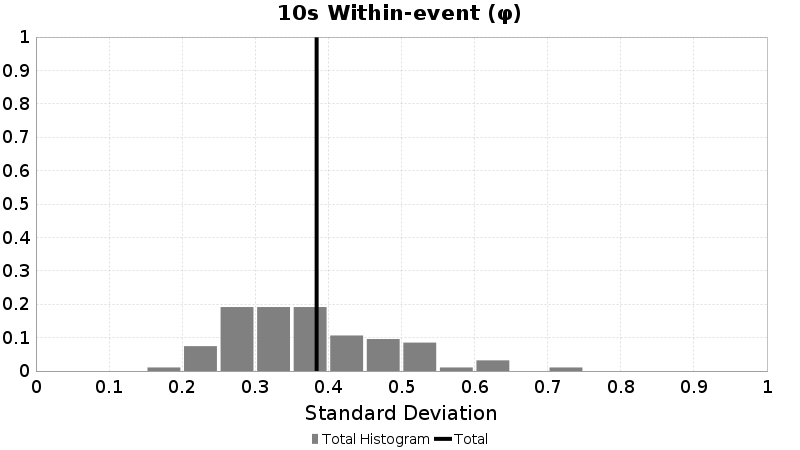 10s Within-event (φ)
1
0.9
0.8
0.7
0.6
0.5
0.4
0.3
0.2
0.1
0
0 0.1 0.2 0.3 0.4 0.5 0.6 0.7 0.8 0.9 1
Standard Deviation
Total Histogram Total